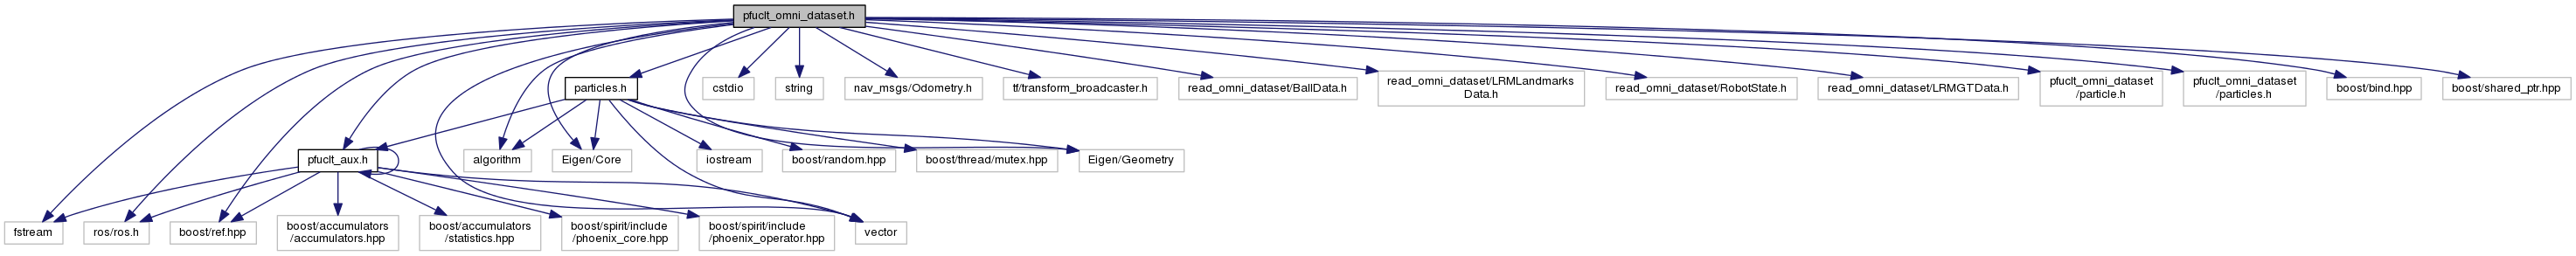 pfuclt_omni_dataset.h
particles.h
cstdio
string
nav_msgs/Odometry.h
tf/transform_broadcaster.h
read_omni_dataset/BallData.h
read_omni_dataset/LRMLandmarks
Data.h
read_omni_dataset/RobotState.h
read_omni_dataset/LRMGTData.h
pfuclt_omni_dataset
/particle.h
pfuclt_omni_dataset
/particles.h
boost/bind.hpp
boost/shared_ptr.hpp
pfuclt_aux.h
algorithm
Eigen/Core
iostream
boost/random.hpp
boost/thread/mutex.hpp
Eigen/Geometry
fstream
ros/ros.h
boost/ref.hpp
boost/accumulators
/accumulators.hpp
boost/accumulators
/statistics.hpp
boost/spirit/include
/phoenix_core.hpp
boost/spirit/include
/phoenix_operator.hpp
vector